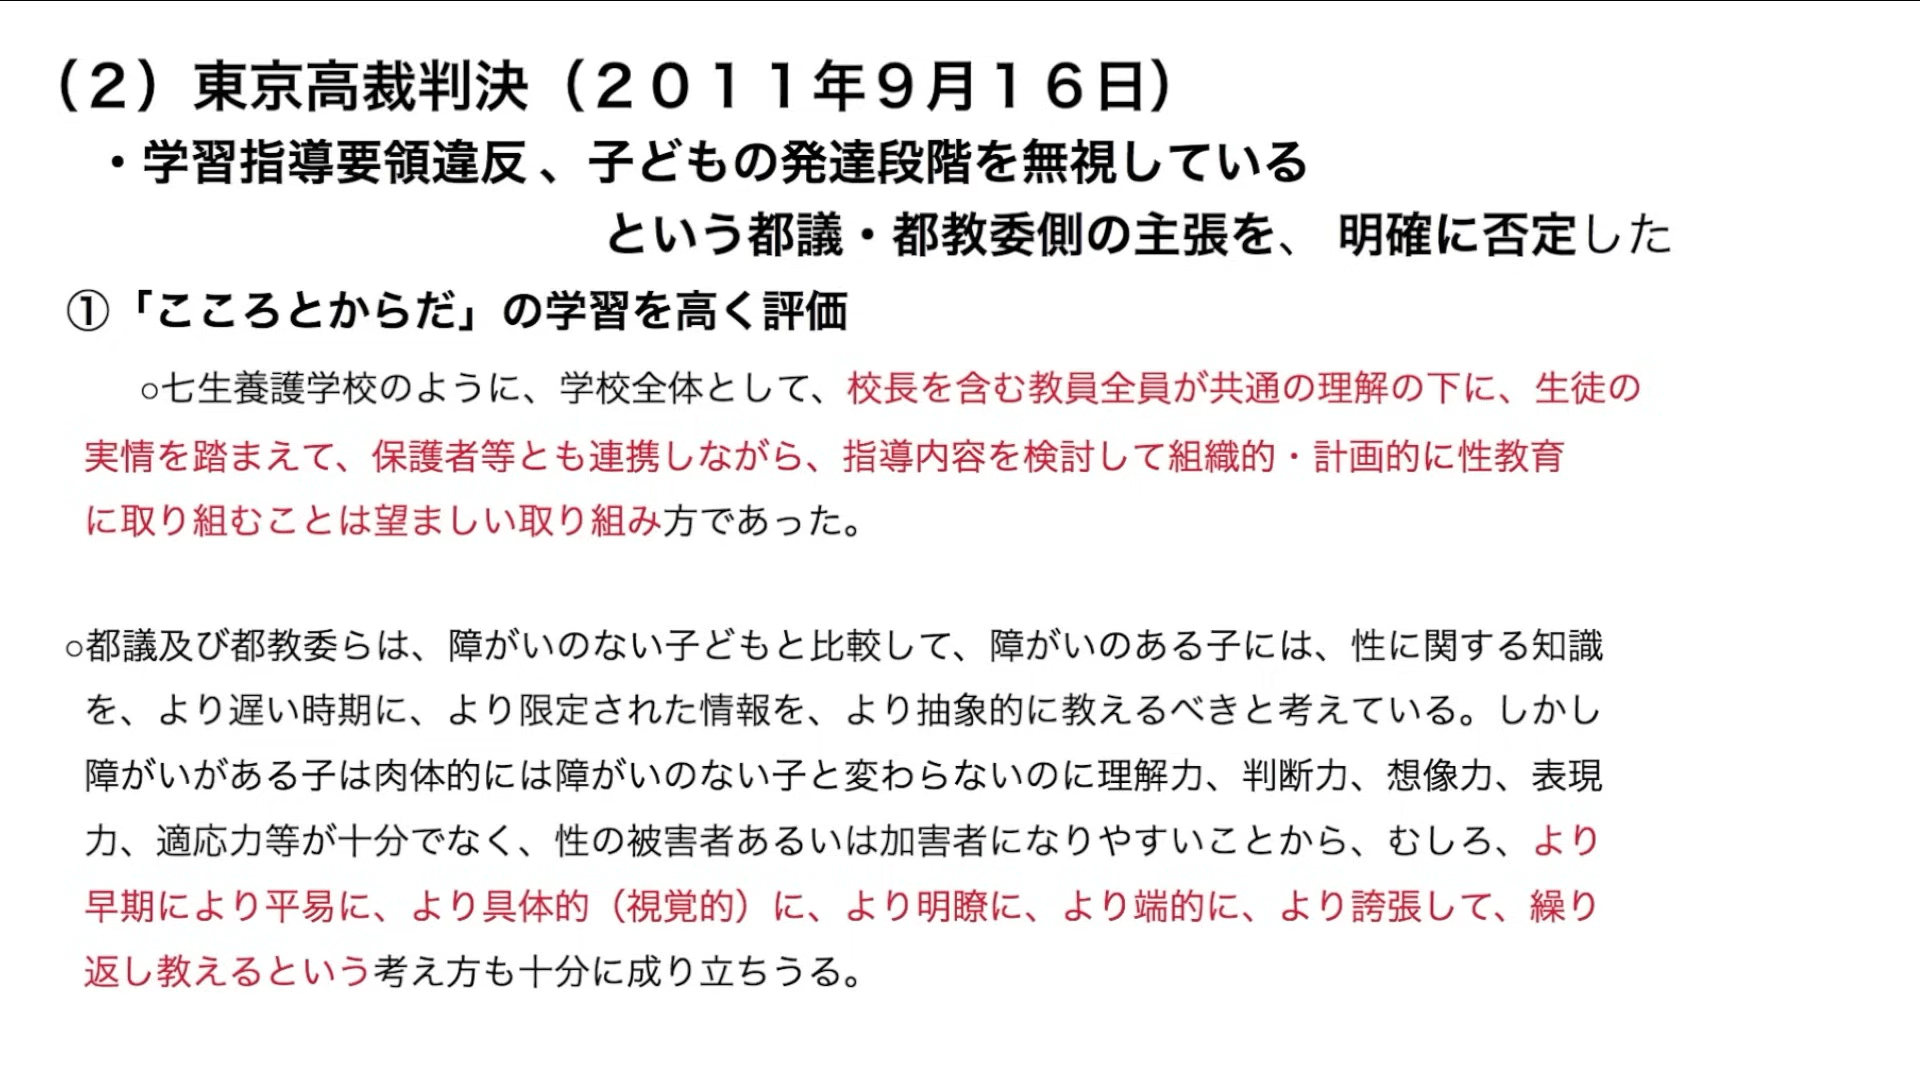 （２）東京高裁判決（２０１１年９月１６日）
・学習指導要領違反 、子どもの発達段階を無視している
という都議・都教委側の主張を、 明確に否定した
①「こころとからだ」の学習を高く評価
○七生養護学校のように、学校全体として、校長を含む教員全員が共通の理解の下に、生徒の
実情を踏まえて、保護者等とも連携しながら、指導内容を検討して組織的・計画的に性教育
に取り組むことは望ましい取り組み方であった。
○都議及び都教委らは、障がいのない子どもと比較して、障がいのある子には、性に関する知識
を、より遅い時期に、より限定された情報を、より抽象的に教えるべきと考えている。しかし
障がいがある子は肉体的には障がいのない子と変わらないのに理解力、判断力、想像力、表現
力、適応力等が十分でなく、性の被害者あるいは加害者になりやすいことから、むしろ、より
早期により平易に、より具体的（視覚的）に、より明瞭に、より端的に、より誇張して、繰り
返し教えるという考え方も十分に成り立ちうる。